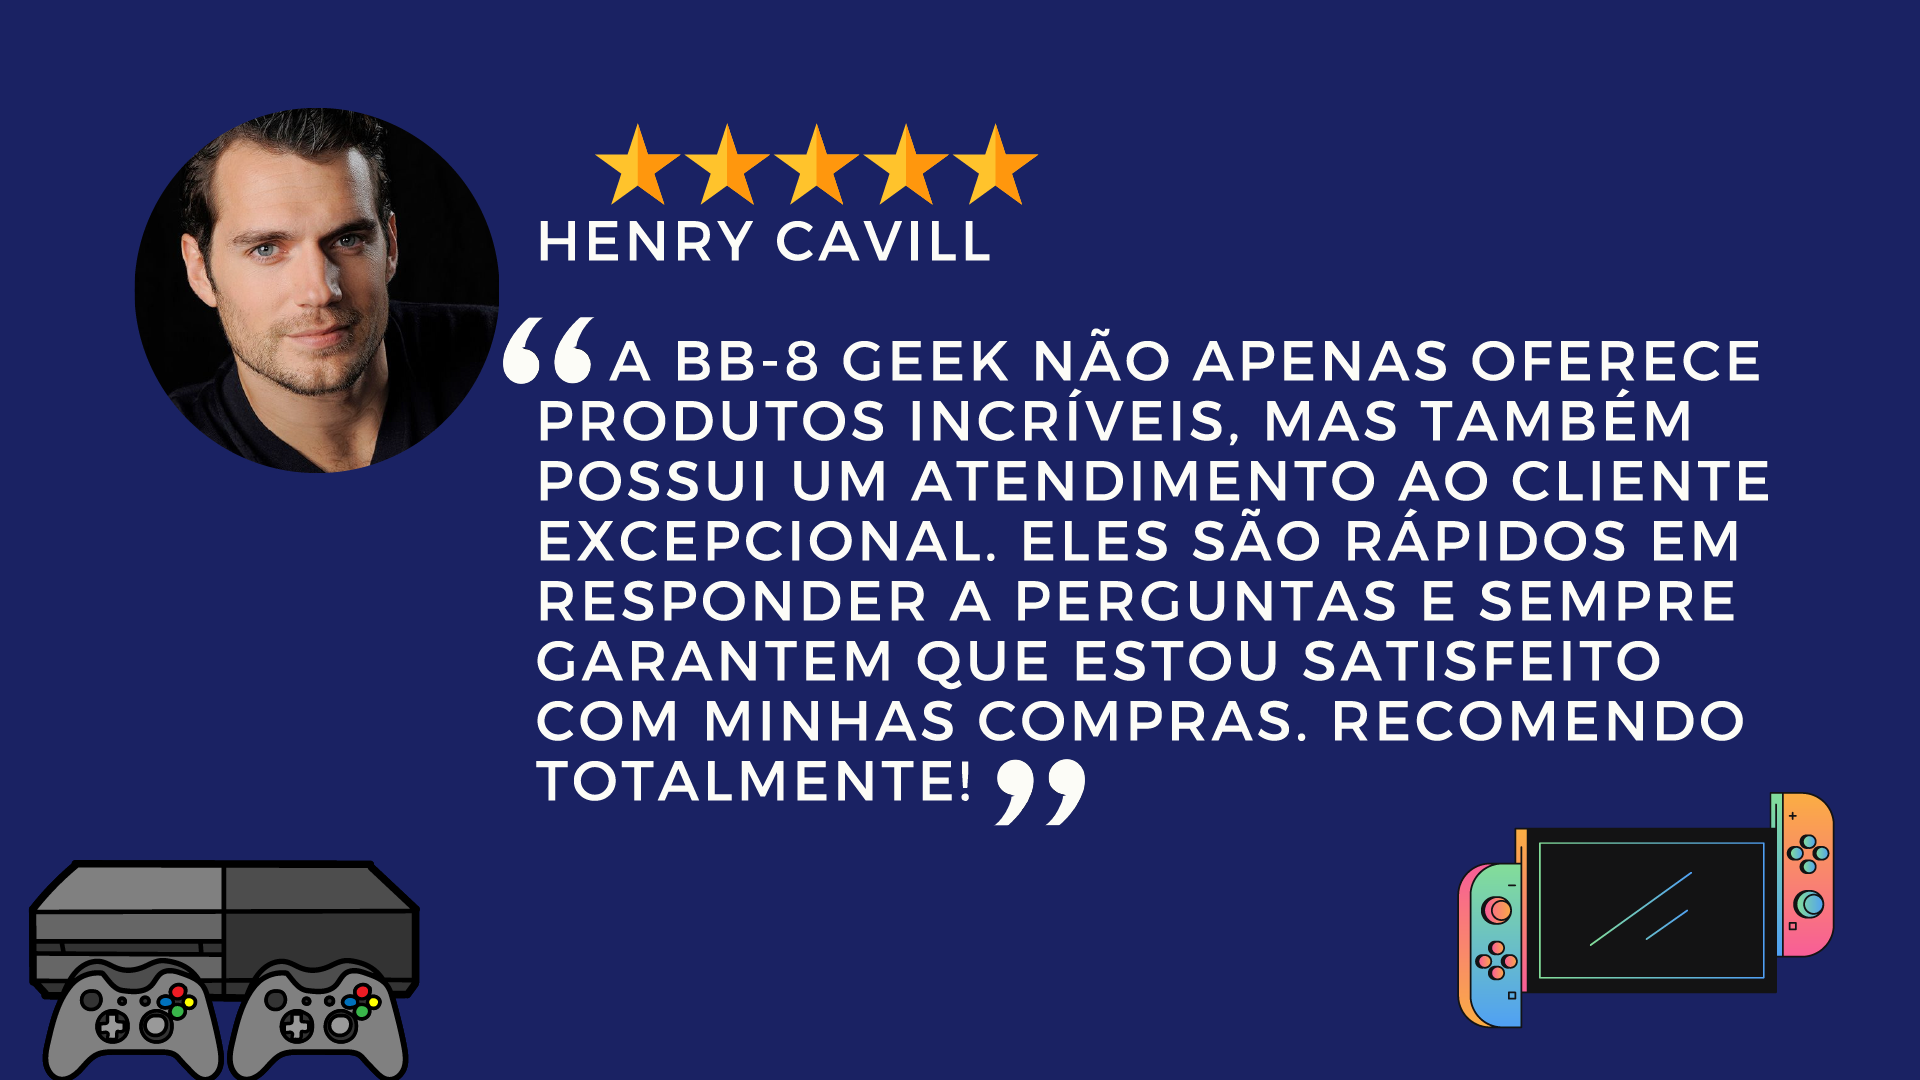 HENRY CAVILL
“ A BB-8 GEEK NÃO APENAS OFERECE
PRODUTOS INCRÍVEIS, MAS TAMBÉM
POSSUI UM ATENDIMENTO AO CLIENTE
EXCEPCIONAL. ELES SÃO RÁPIDOS EM
RESPONDER A PERGUNTAS E SEMPRE
GARANTEM QUE ESTOU SATISFEITO
COM MINHAS COMPRAS. RECOMENDO
TOTALMENTE! ”